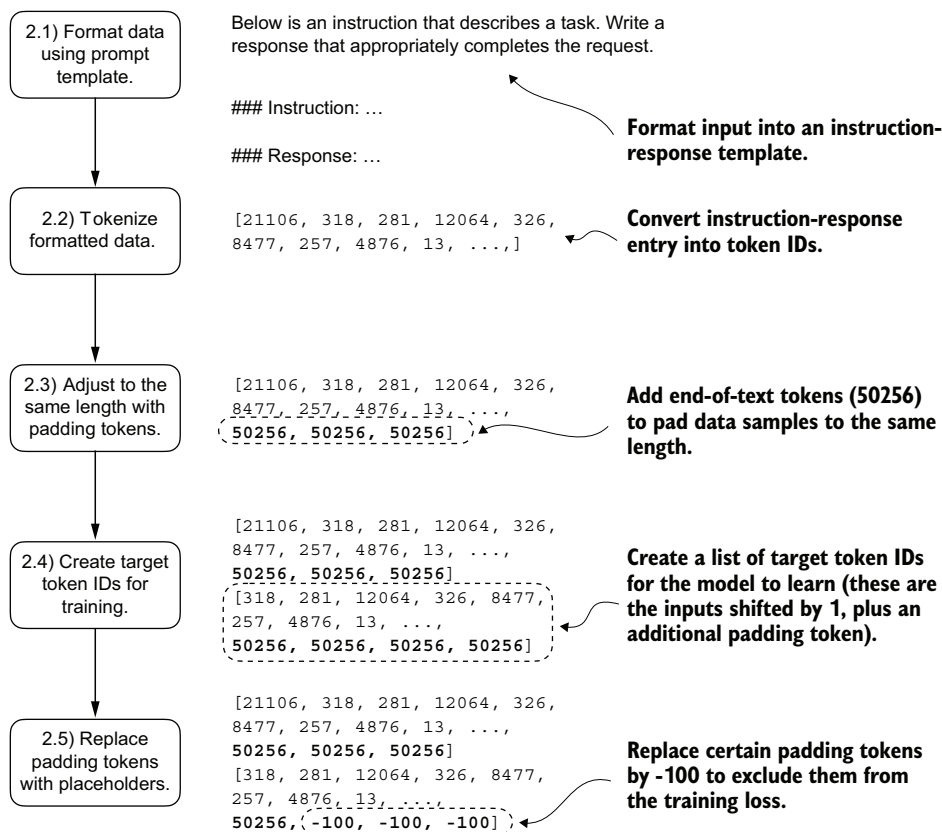 2.1) Format data
using prompt
template.
Below is an instruction that describes a task. Write a
response that appropriately completes the request.
### Instruction: …
### Response: …
Format input into an instruction-
response template.
2.2) Tokenize
formatted data.
[21106, 318, 281, 12064, 326,
8477, 257, 4876, 13, ...,]
Convert instruction-response
entry into token IDs.
2.3) Adjust to the
same length with
padding tokens.
[21106, 318, 281, 12064, 326,
8477, 257, 4876, 13, ...,
50256, 50256, 50256]
Add end-of-text tokens (50256)
to pad data samples to the same
length.
2.4) Create target
token IDs for
training.
[21106, 318, 281, 12064, 326,
8477, 257, 4876, 13, ...,
50256, 50256, 50256]
[318, 281, 12064, 326, 8477,
257, 4876, 13, ...,
50256, 50256, 50256, 50256]
Create a list of target token IDs
for the model to learn (these are
the inputs shifted by 1, plus an
additional padding token).
2.5) Replace
padding tokens
with placeholders.
[21106, 318, 281, 12064, 326,
8477, 257, 4876, 13, ...,
50256, 50256, 50256]
[318, 281, 12064, 326, 8477,
257, 4876, 13, ...,
50256, -100, -100, -100]
Replace certain padding tokens
by -100 to exclude them from
the training loss.